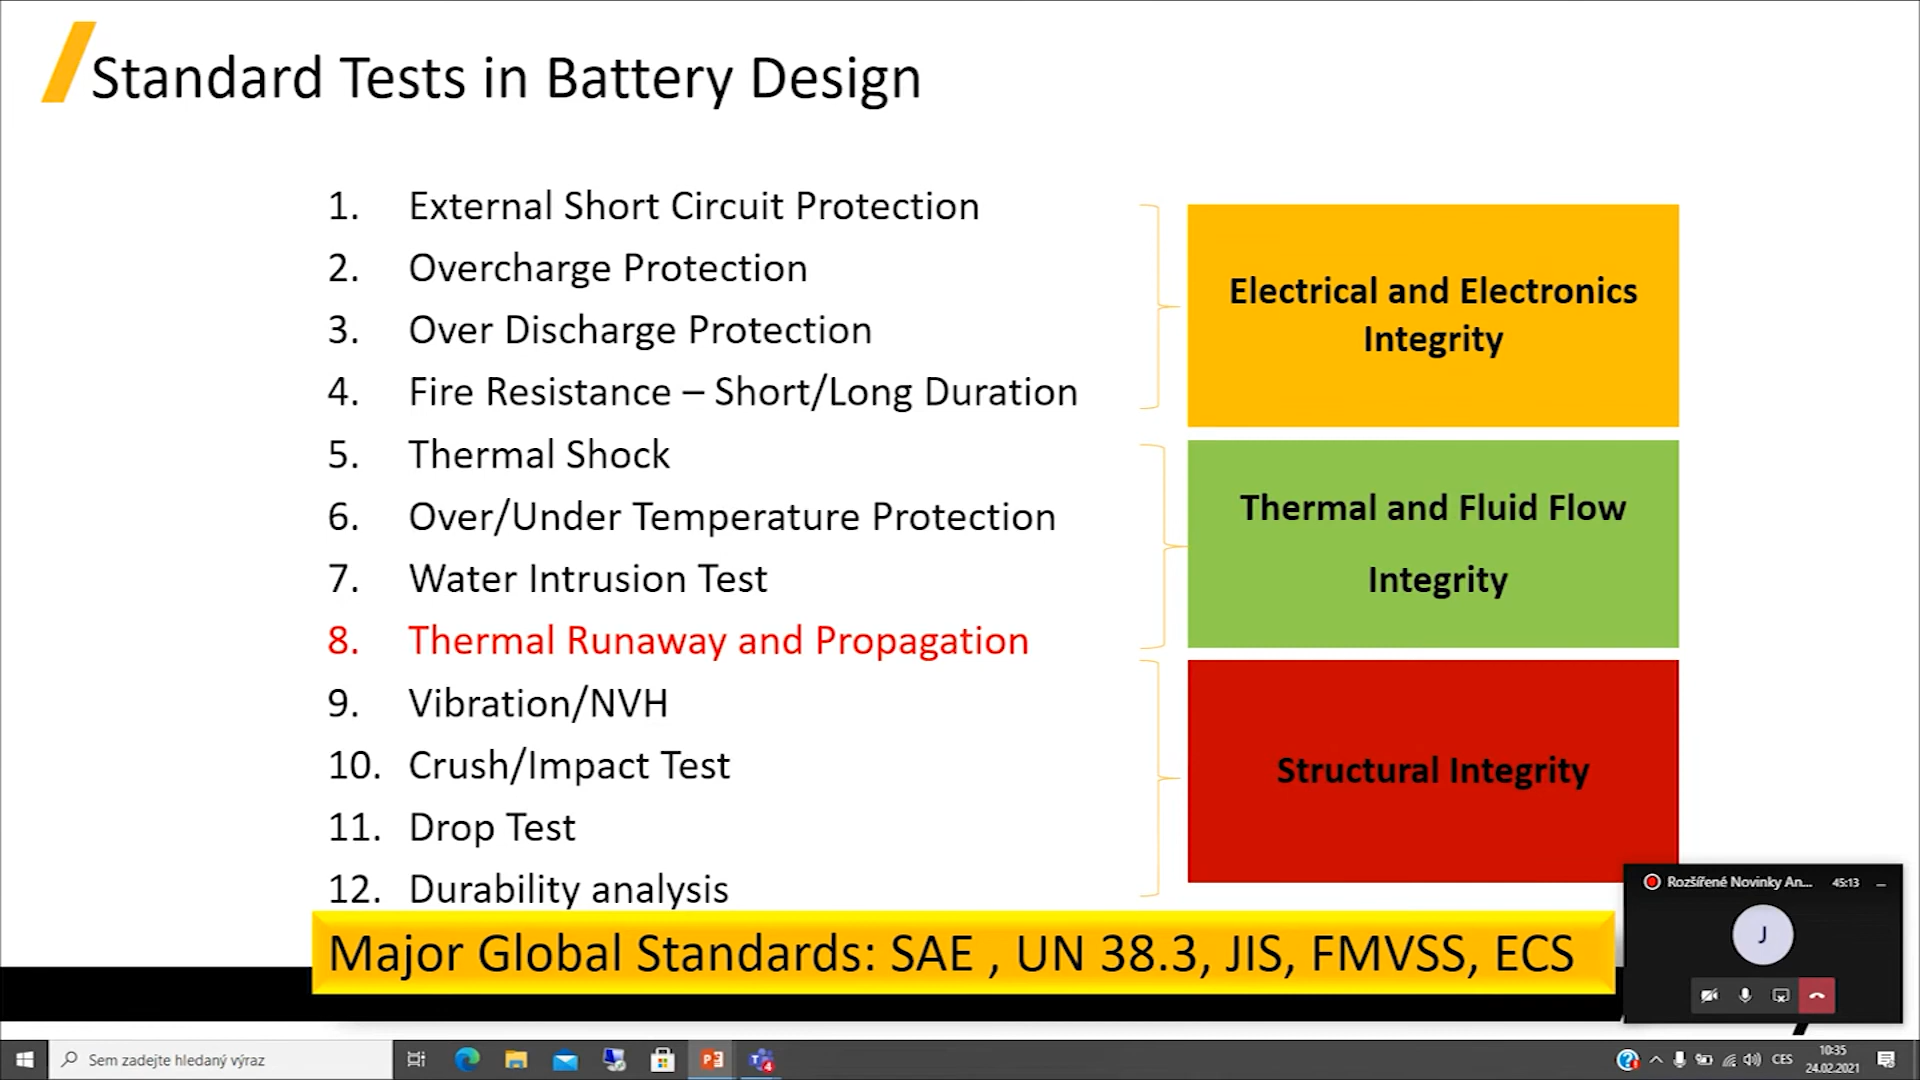 Standard Tests in Battery Design
1. External Short Circuit Protection
2. Overcharge Protection
3. Over Discharge Protection
4. Fire Resistance – Short/Long Duration
5. Thermal Shock
6. Over/Under Temperature Protection
7. Water Intrusion Test
8. Thermal Runaway and Propagation
9. Vibration/NVH
10. Crush/Impact Test
11. Drop Test
12. Durability analysis
Electrical and Electronics
Integrity
Thermal and Fluid Flow
Integrity
Structural Integrity
Major Global Standards: SAE , UN 38.3, JIS, FMVSS, ECS
Rozšířené Novinky An... 45:13
J
Sem zadejte hledaný výraz
4
CES
10:35
24.02.2021